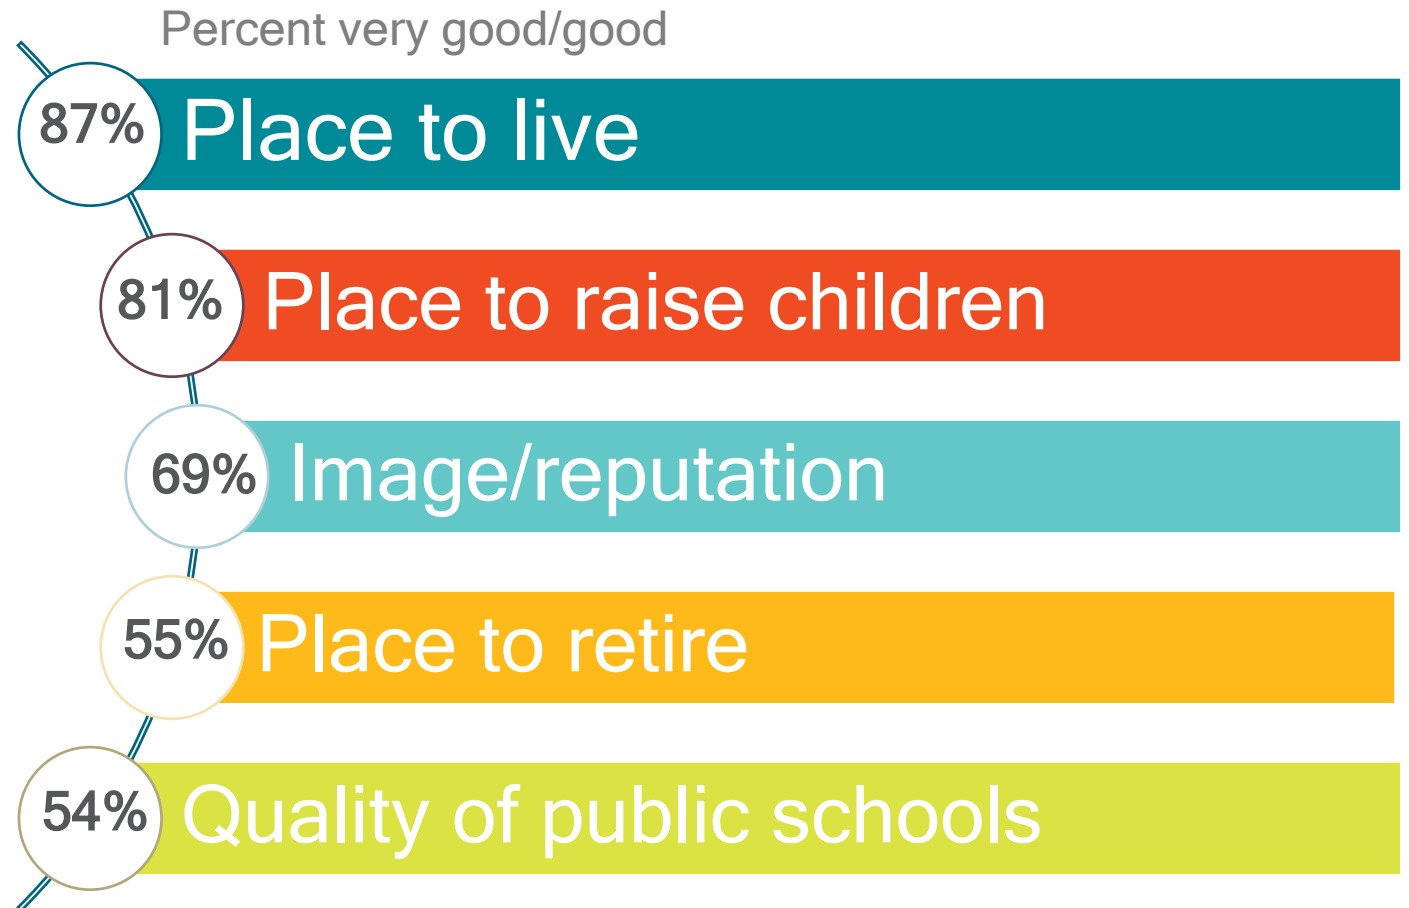 Percent very good/good
87% Place to live
81% Place to raise children
69% Image/reputation
55% Place to retire
54% Quality of public schools